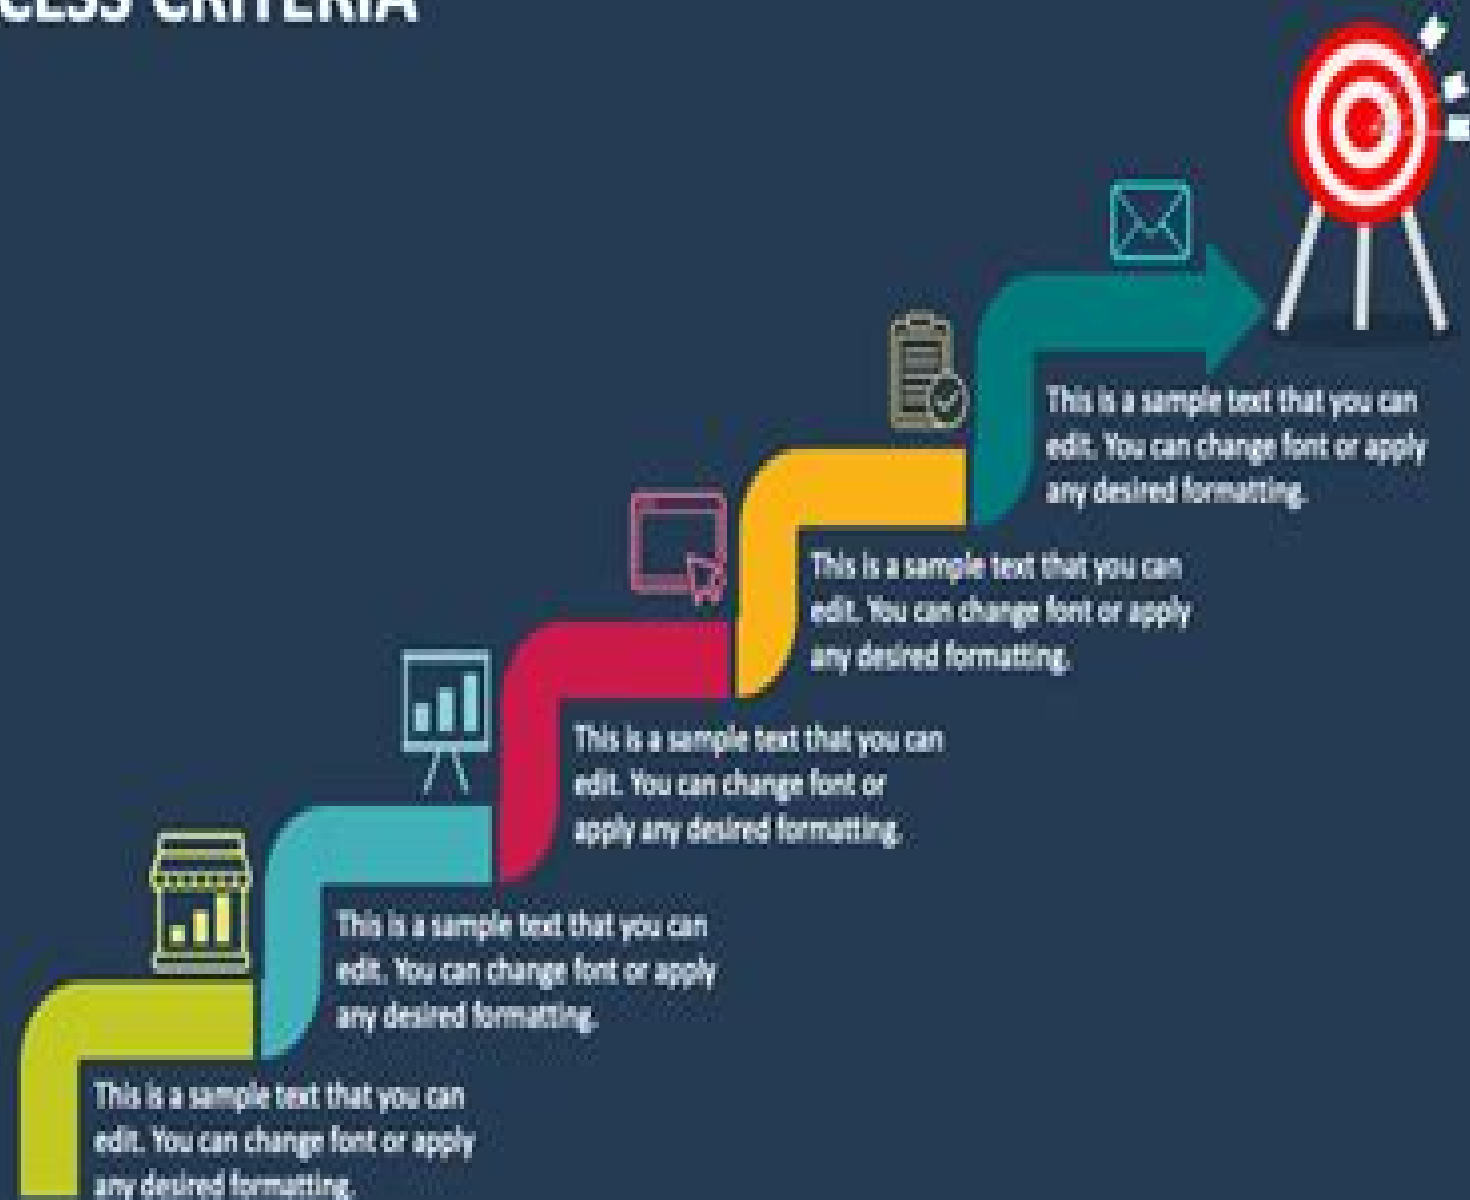 CESS CRITERIA
This is a sample text that you can
edit. You can change font or apply
any desired formatting.
This is a sample text that you can
edit. You can change font or apply
any desired formatting.
This is a sample text that you can
edit. You can change font or
apply any desired formatting.
This is a sample text that you can
edit. You can change font or apply
any desired formatting.
This is a sample text that you can
edit. You can change font or apply
any desired formatting.